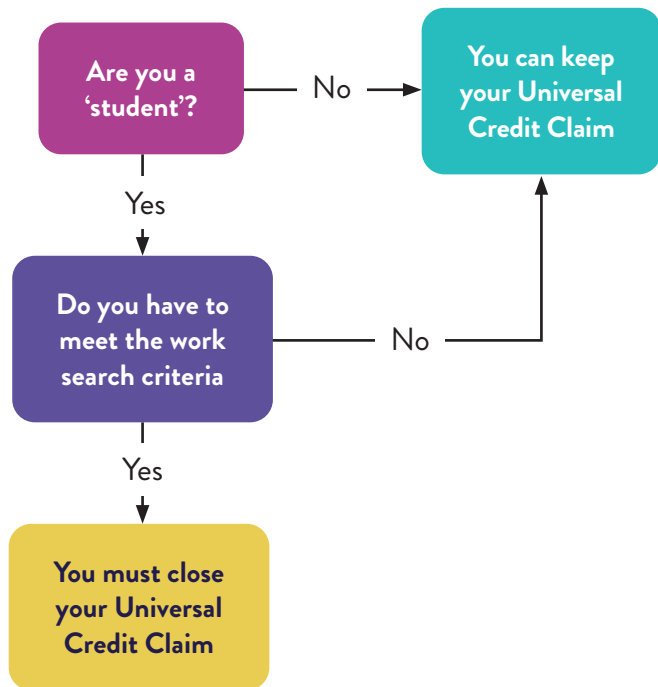 Are you a
‘student’?
No
You can keep
your Universal
Credit Claim
Yes
Do you have to
meet the work
search criteria
No
Yes
You must close
your Universal
Credit Claim